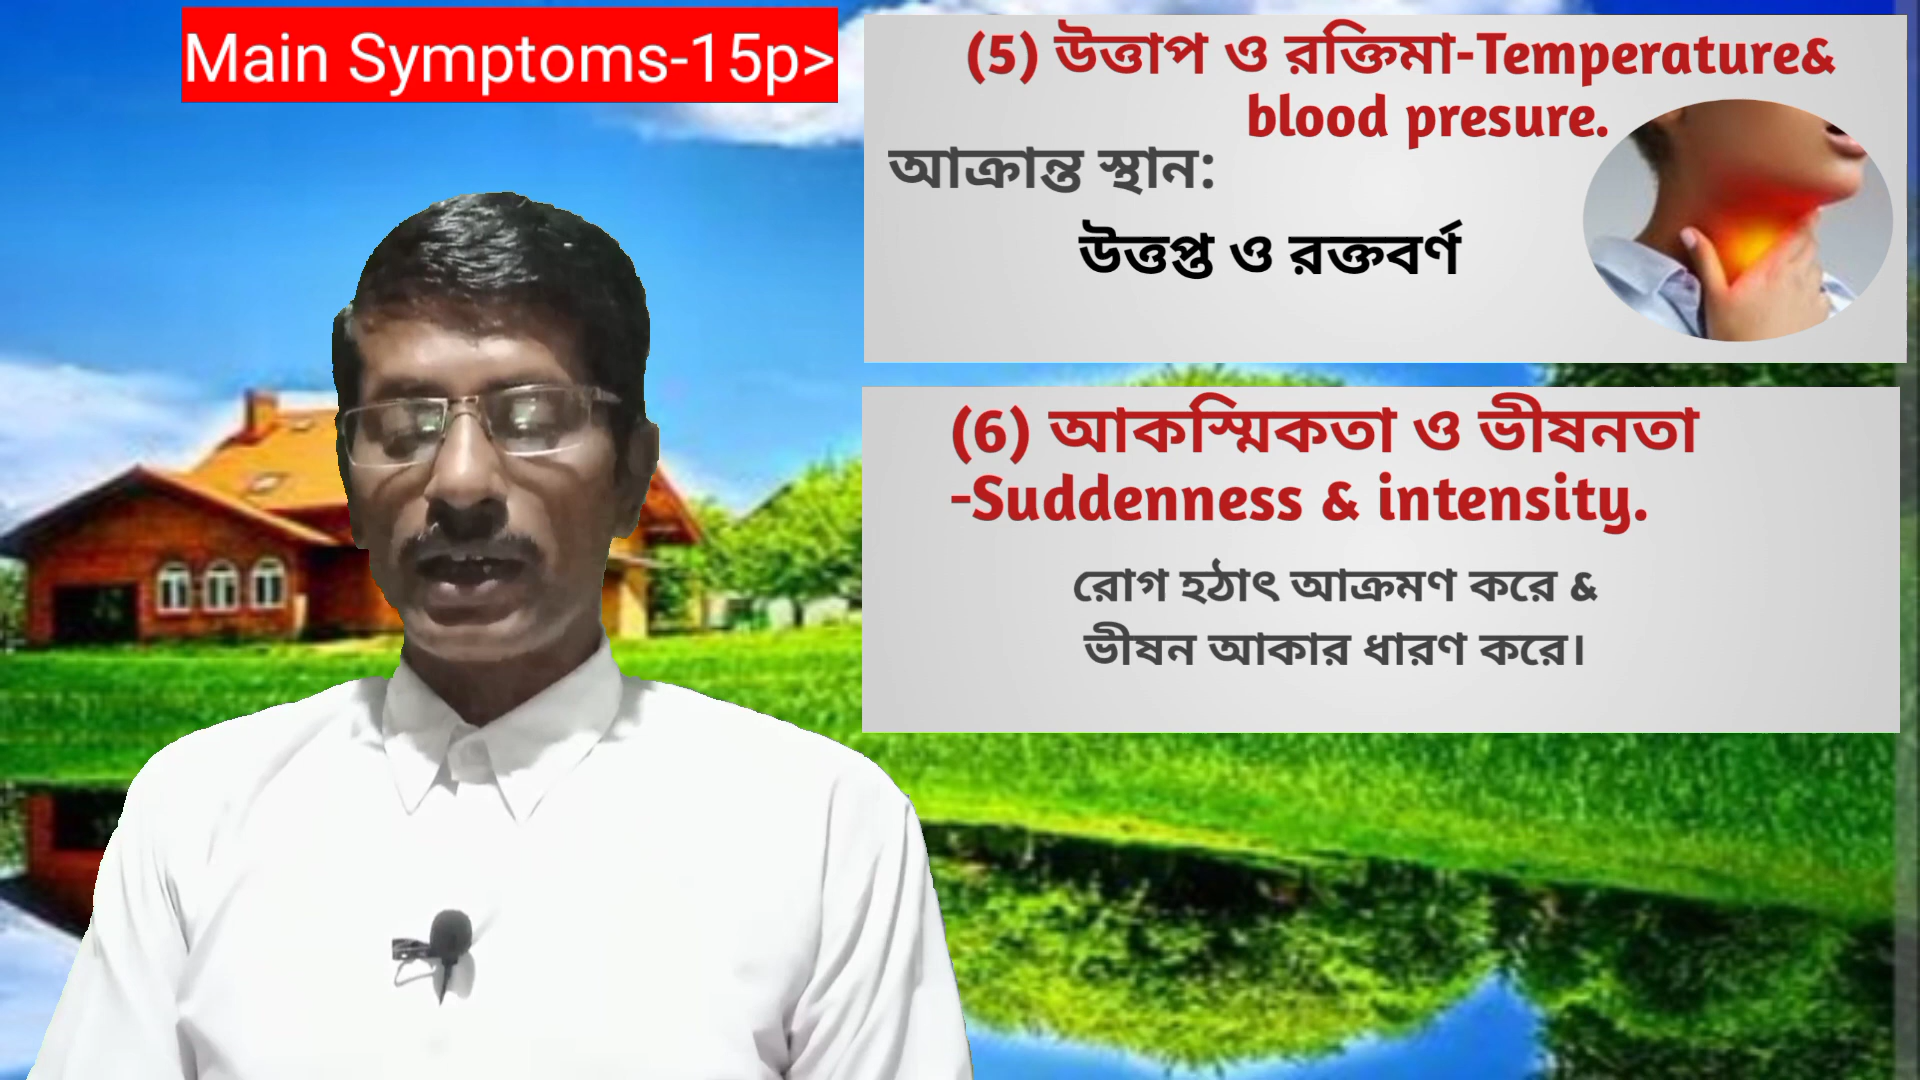 Main Symptoms-15p>
(5) উত্তাপ ও রক্তিমা-Temperature&
blood presure.
আক্রান্ত স্থান:
উত্তপ্ত ও রক্তবর্ণ
(6) আকস্মিকতা ও ভীষনতা
-Suddenness & intensity.
রোগ হঠাৎ আক্রমণ করে &
ভীষন আকার ধারণ করে।